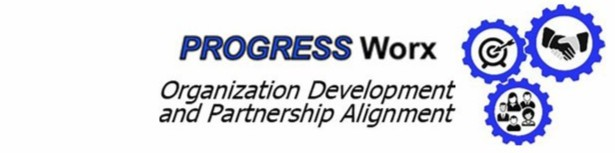 PROGRESS Worx
Organization Development
and Partnership Alignment